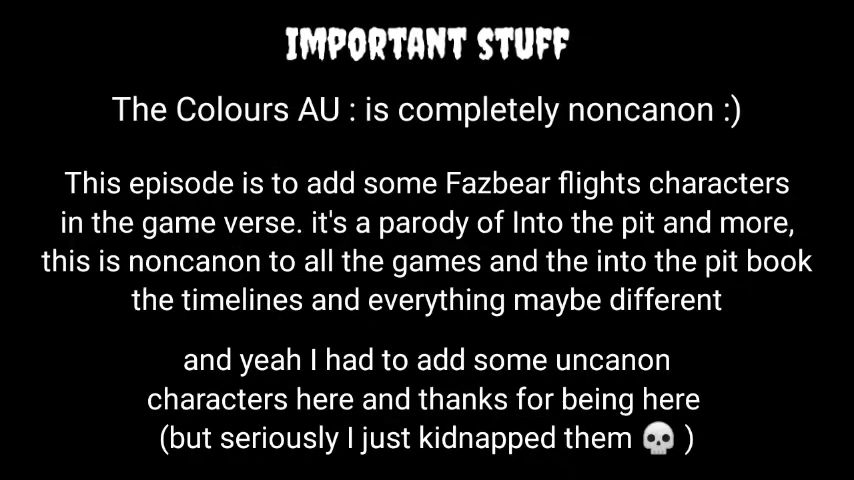 IMPORTANT STUFF
The Colours AU : is completely noncanon :)
This episode is to add some Fazbear flights characters
in the game verse. it's a parody of Into the pit and more,
this is noncanon to all the games and the into the pit book
the timelines and everything maybe different
and yeah I had to add some uncanon
characters here and thanks for being here
(but seriously I just kidnapped them 💀 )